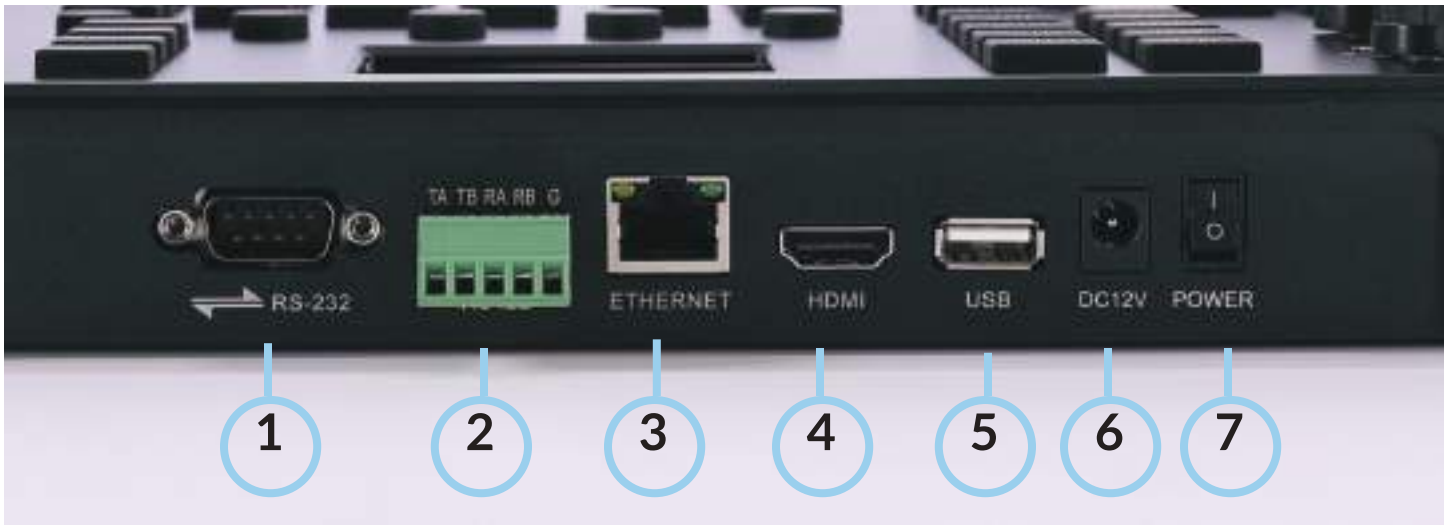 TA TB RA RB G
RS-232
ETHERNET
HDMI
USB
DC12V
POWER
1
2
3
4
5
6
7